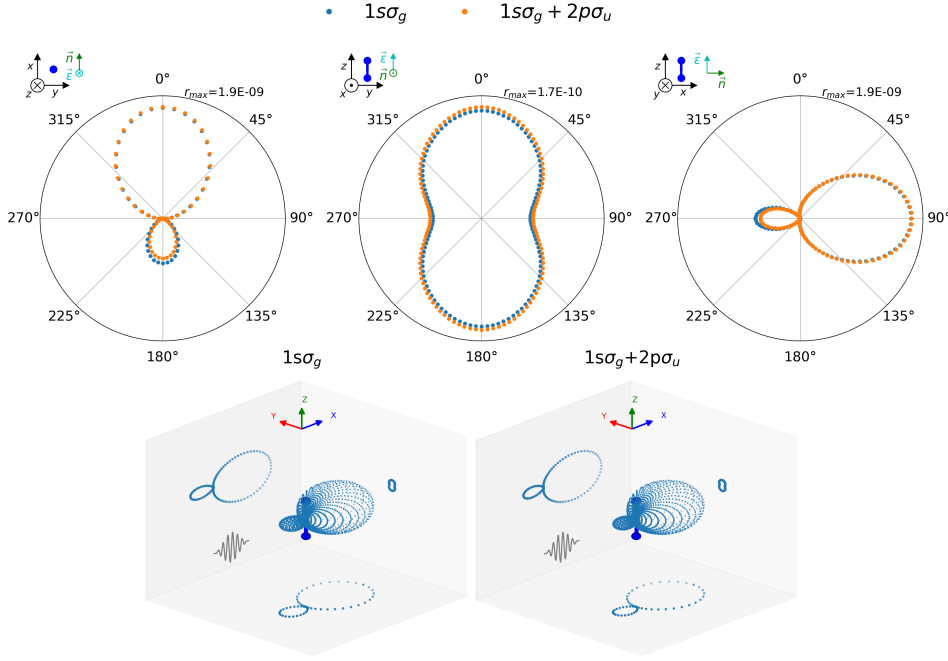 1sσg 1sσg + 2pσu
x n⃗ ε⃗ z y
0°
rmax=1.9E-09
315° 45°
270° 90°
225° 135°
180°
z ε⃗ n⃗ x y
0°
rmax=1.7E-10
315° 45°
270° 90°
225° 135°
180°
z ε⃗ n⃗ y x
0°
rmax=1.9E-09
315° 45°
270° 90°
225° 135°
180°
1sσg 1sσg+2pσu
Z
Y X
Z
Y X